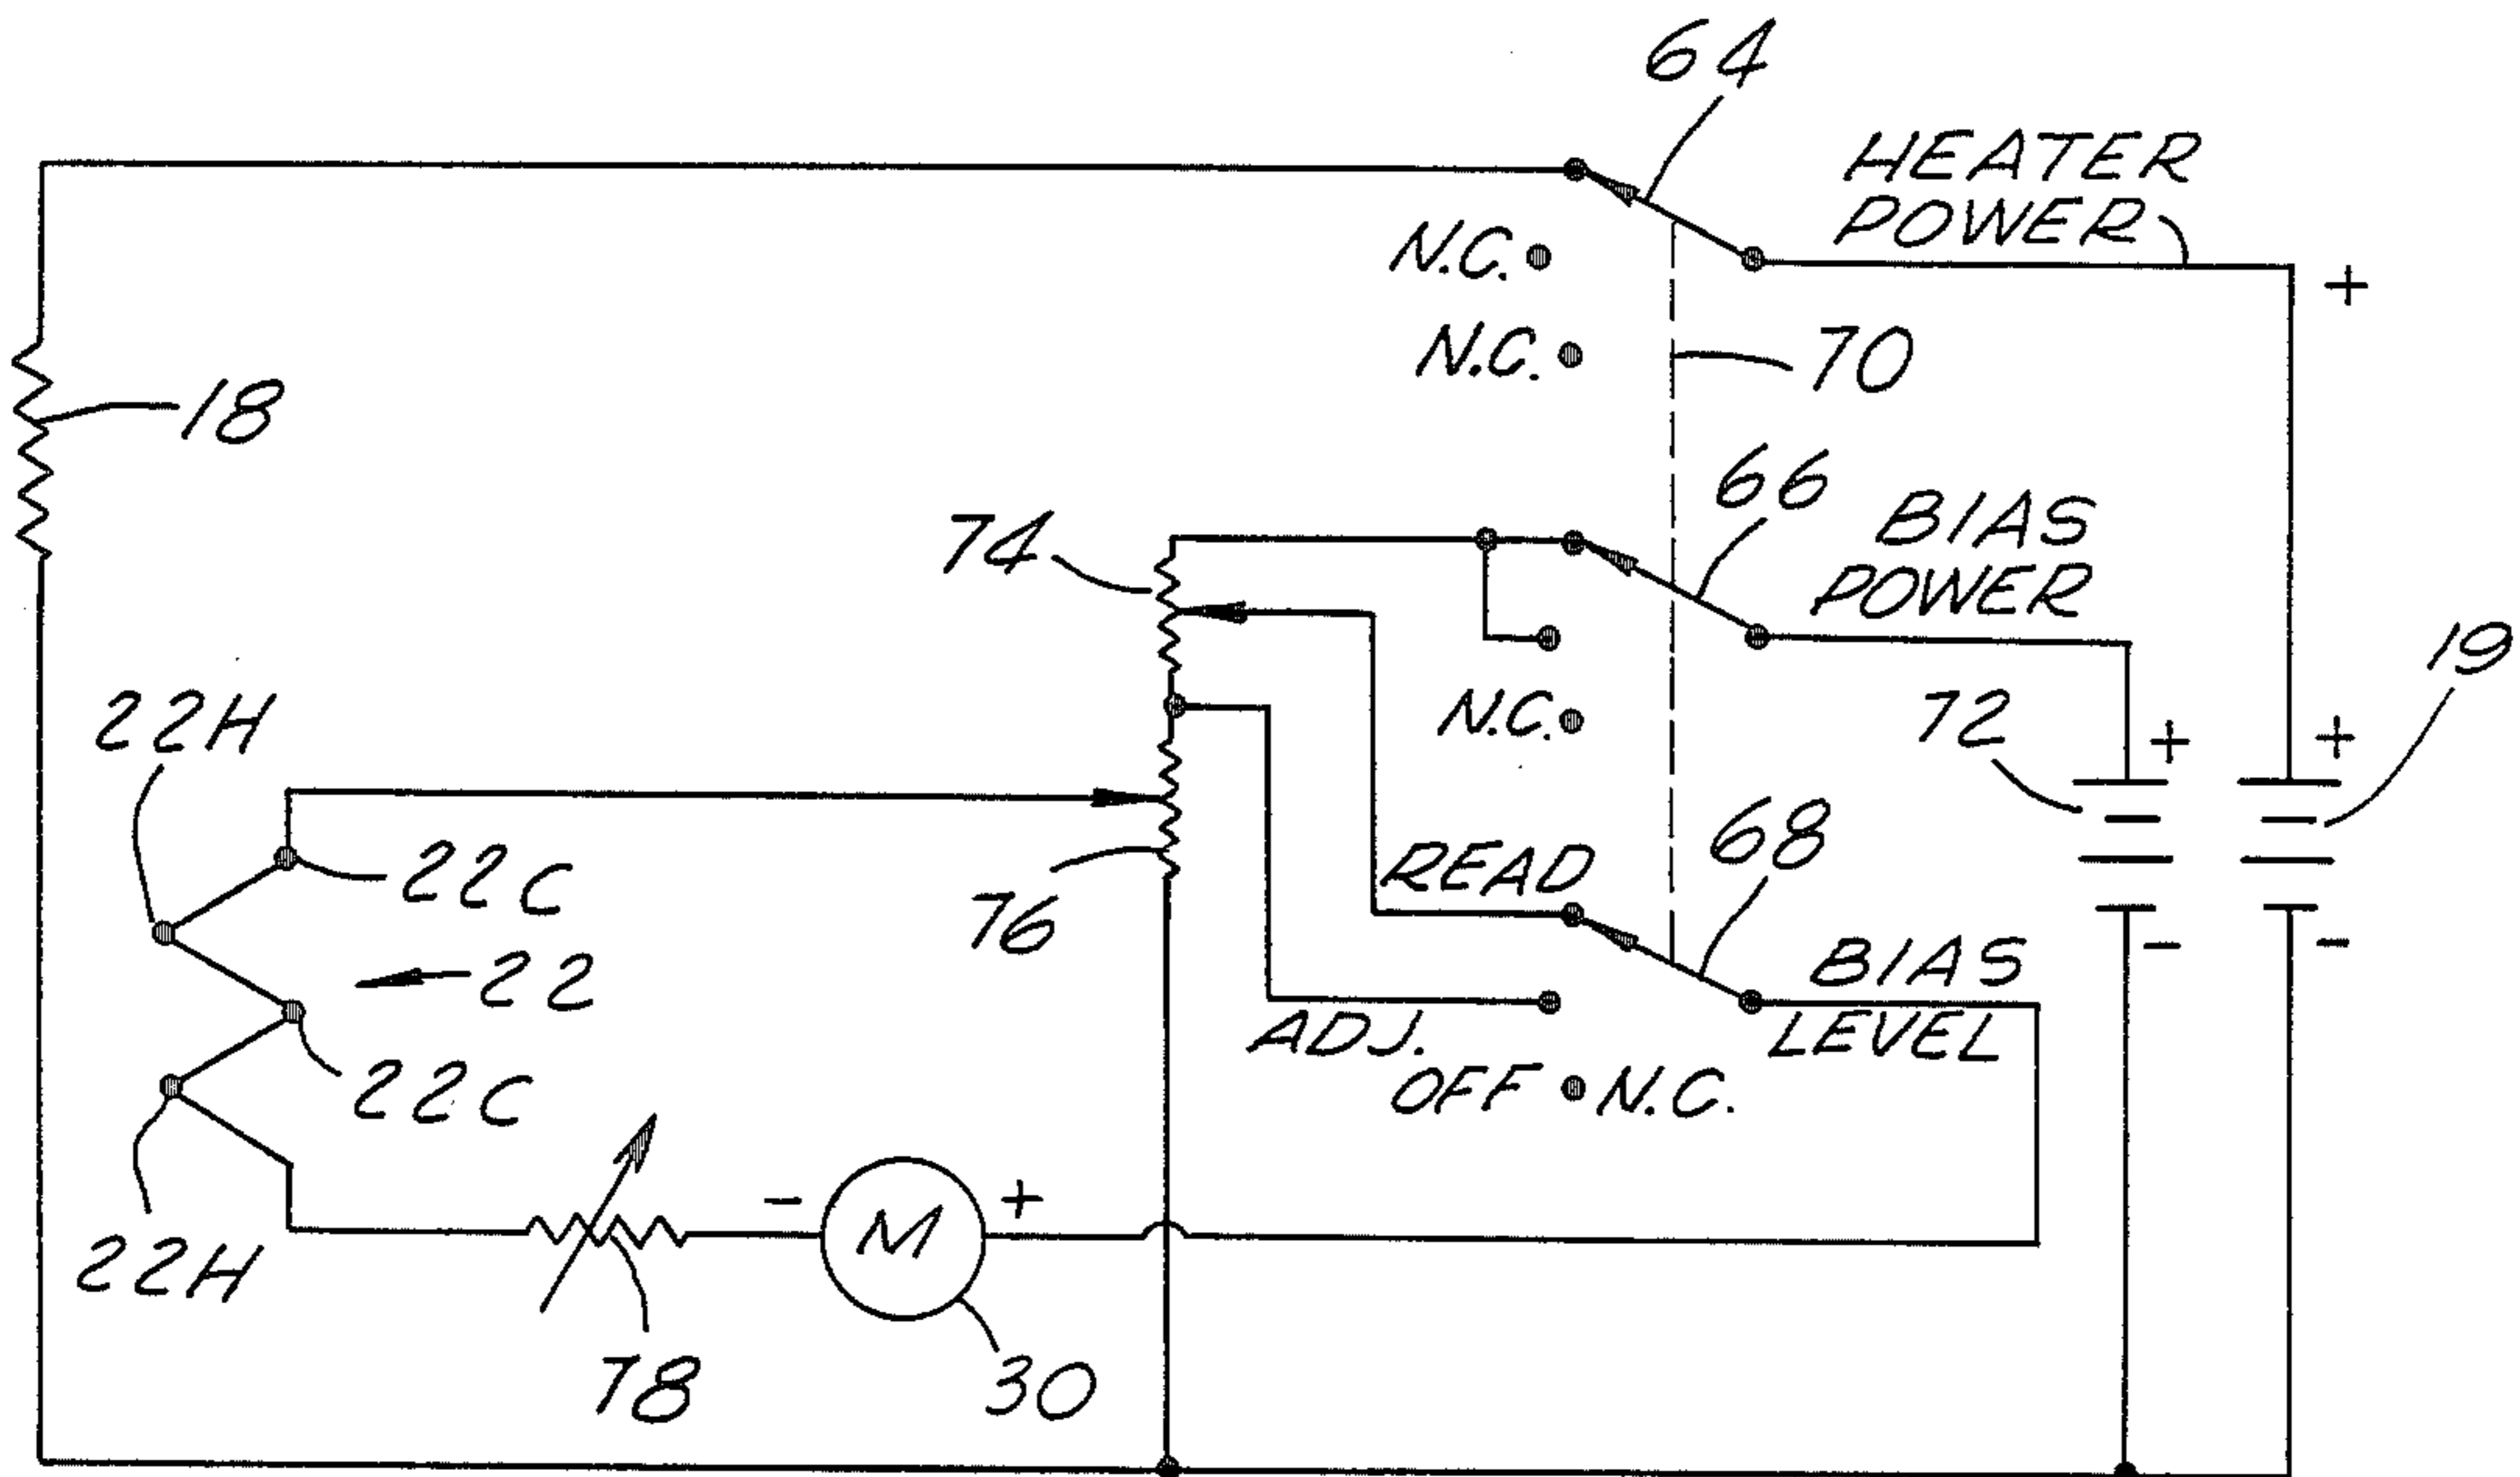 64
HEATER
POWER
N.C.
+
N.C.
70
18
66
BIAS
POWER
74
19
22H
N.C.
72
+
+
22C
READ
68
76
22
BIAS
LEVEL
-
-
ADJ.
22C
OFF
N.C.
-
+
M
22H
78
30